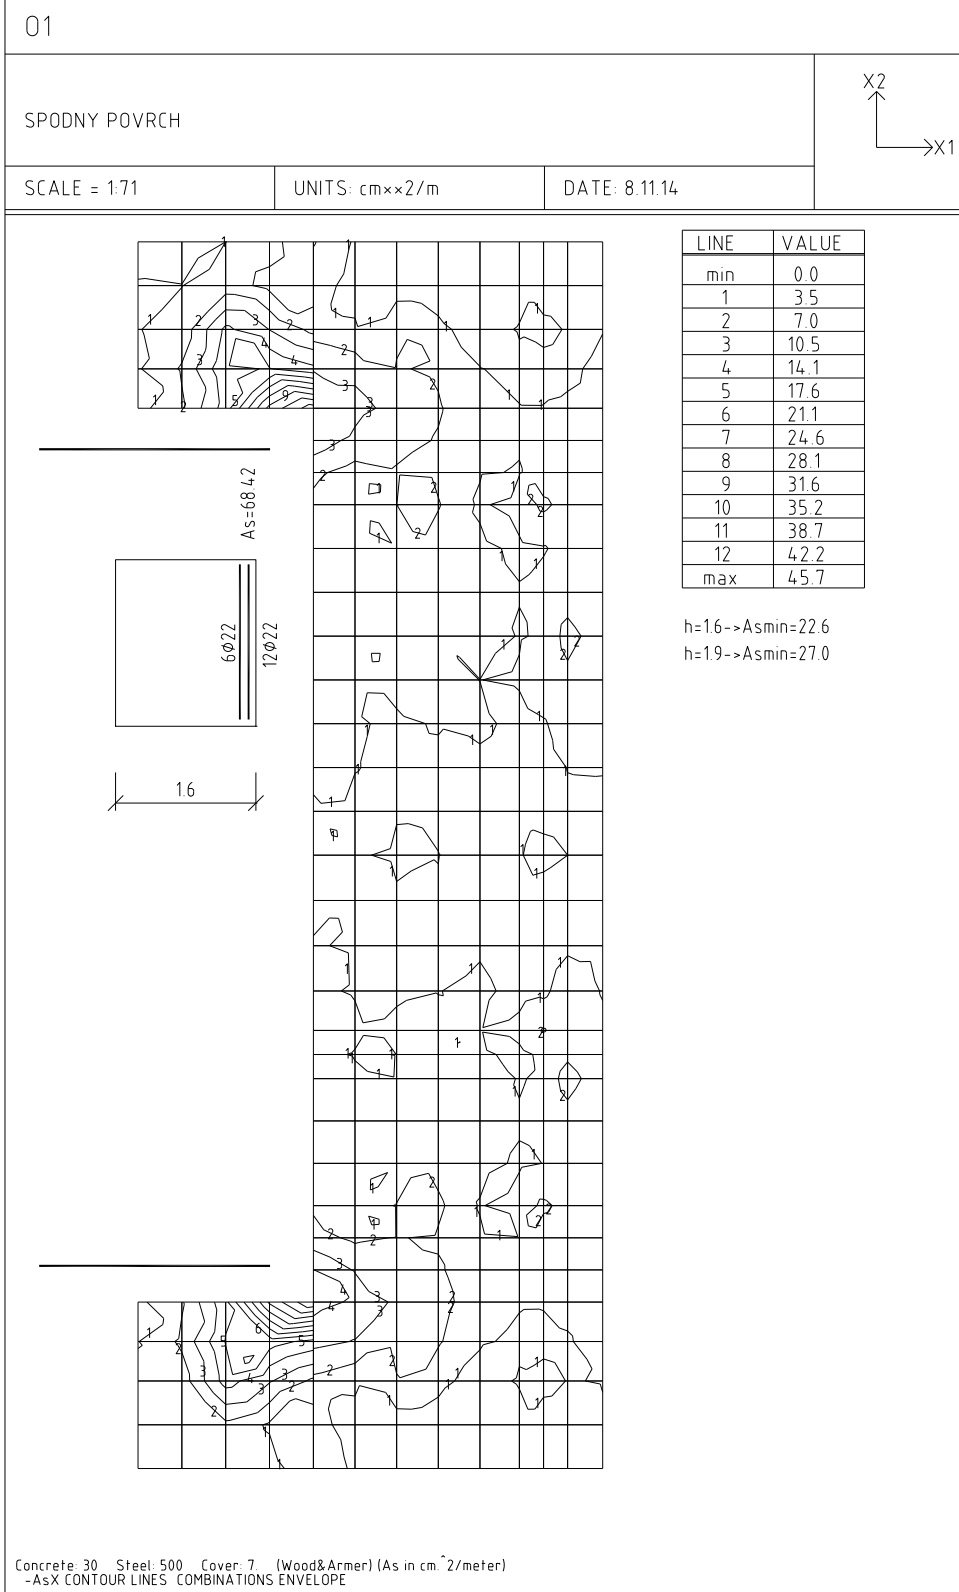 01
SPODNY POVRCH
X2
X1
SCALE = 1:71 UNITS: cm××2/m DATE: 8.11.14
LINE VALUE
min 0.0
1 3.5
2 7.0
3 10.5
4 14.1
5 17.6
6 21.1
7 24.6
8 28.1
9 31.6
10 35.2
11 38.7
12 42.2
max 45.7
h=1.6->Asmin=22.6
h=1.9->Asmin=27.0
As=68.42
6Ø22
12Ø22
1.6
Concrete: 30 Steel: 500 Cover: 7. (Wood&Armer) (As in cm.^2/meter)
-AsX CONTOUR LINES COMBINATIONS ENVELOPE